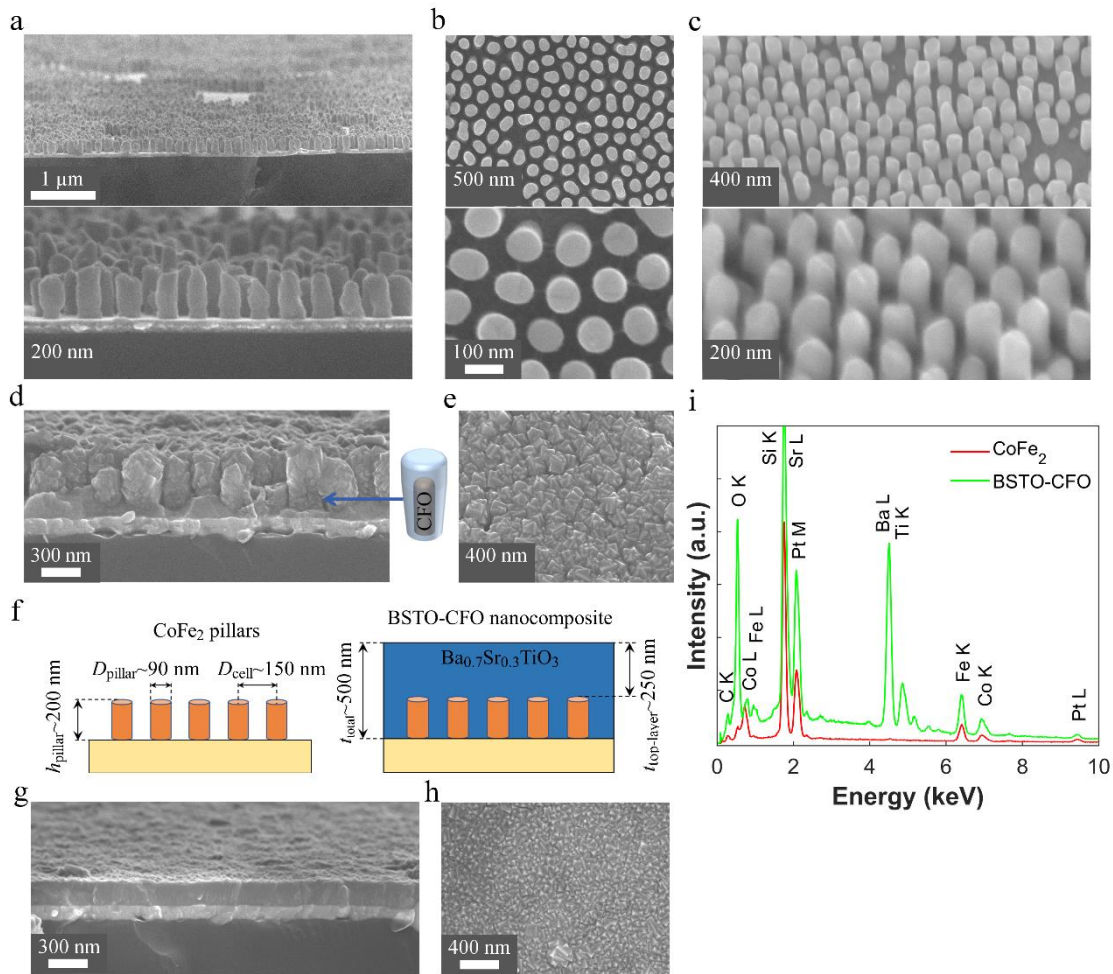 a
b
c
1 μm
500 nm
400 nm
200 nm
100 nm
200 nm
d
e
i
300 nm
CFO
400 nm
CoFe2
BSTO-CFO
Si K
Sr L
O K
Ba L
Ti K
Pt M
Fe L
Co L
C K
Fe K
Co K
Pt L
Intensity (a.u.)
0
2
4
6
8
10
Energy (keV)
f
CoFe2 pillars
BSTO-CFO nanocomposite
Dpillar~90 nm
Dcell~150 nm
hpillar~200 nm
Ba0.7Sr0.3TiO3
ttotal~500 nm
ttop-layer~250 nm
g
h
300 nm
400 nm